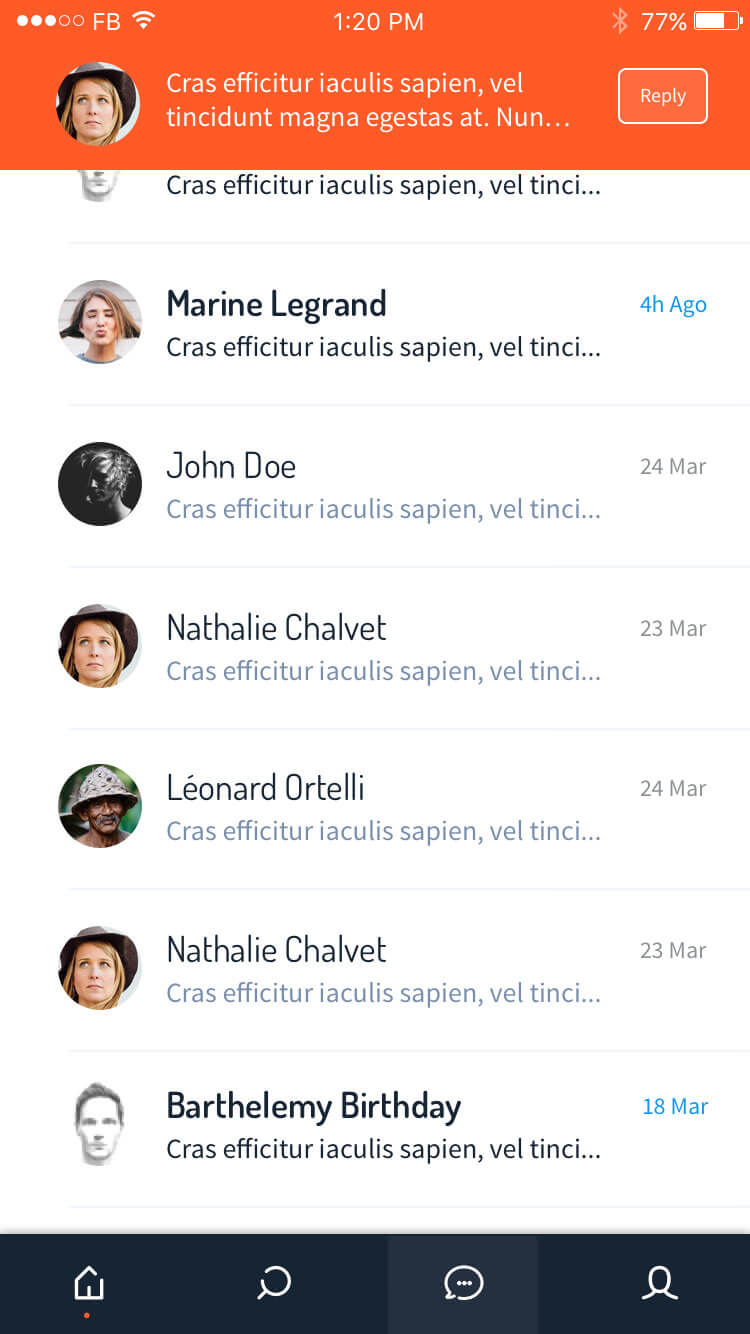 FB 1:20 PM 77%
Cras efficitur iaculis sapien, vel
tincidunt magna egestas at. Nun…
Reply
Cras efficitur iaculis sapien, vel tinci...
Marine Legrand 4h Ago
Cras efficitur iaculis sapien, vel tinci...
John Doe 24 Mar
Cras efficitur iaculis sapien, vel tinci...
Nathalie Chalvet 23 Mar
Cras efficitur iaculis sapien, vel tinci...
Léonard Ortelli 24 Mar
Cras efficitur iaculis sapien, vel tinci...
Nathalie Chalvet 23 Mar
Cras efficitur iaculis sapien, vel tinci...
Barthelemy Birthday 18 Mar
Cras efficitur iaculis sapien, vel tinci...